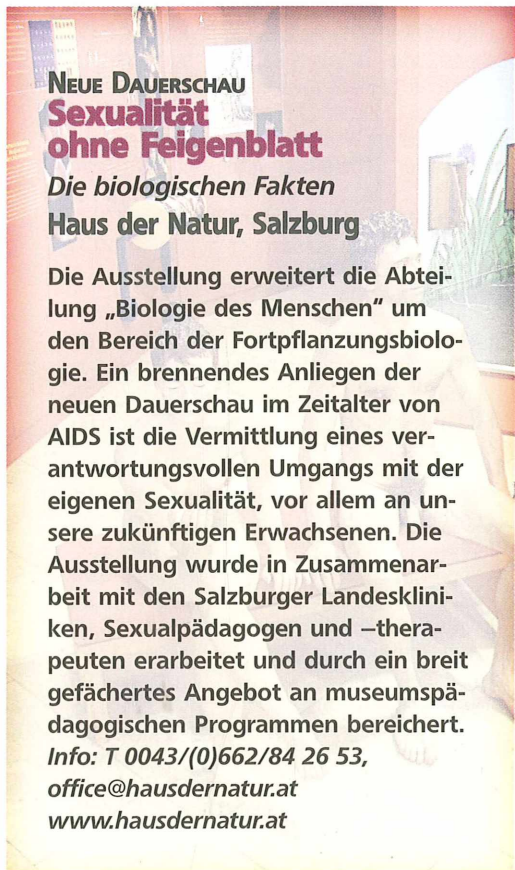 NEUE DAUERSCHAU
Sexualität
ohne Feigenblatt
Die biologischen Fakten
Haus der Natur, Salzburg
Die Ausstellung erweitert die Abtei-
lung „Biologie des Menschen" um
den Bereich der Fortpflanzungsbiolo-
gie. Ein brennendes Anliegen der
neuen Dauerschau im Zeitalter von
AIDS ist die Vermittlung eines ver-
antwortungsvollen Umgangs mit der
eigenen Sexualität, vor allem an un-
sere zukünftigen Erwachsenen. Die
Ausstellung wurde in Zusammenar-
beit mit den Salzburger Landesklini-
ken, Sexualpädagogen und –thera-
peuten erarbeitet und durch ein breit
gefächertes Angebot an museumspä-
dagogischen Programmen bereichert.
Info: T 0043/(0)662/84 26 53,
office@hausdernatur.at
www.hausdernatur.at